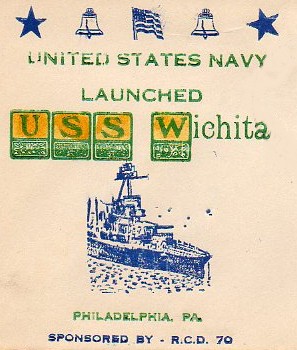 UNITED STATES NAVY
LAUNCHED
USS Wichita
PHILADELPHIA, PA.
SPONSORED BY - R.C.D. 70